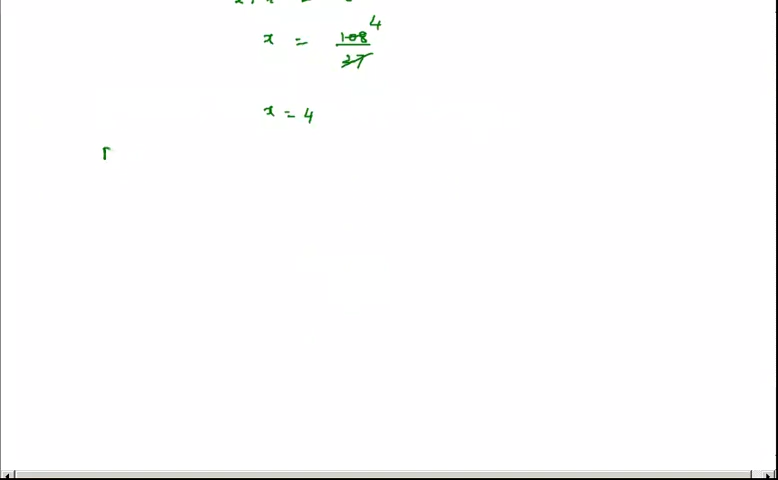 x = 108/27 4
x = 4